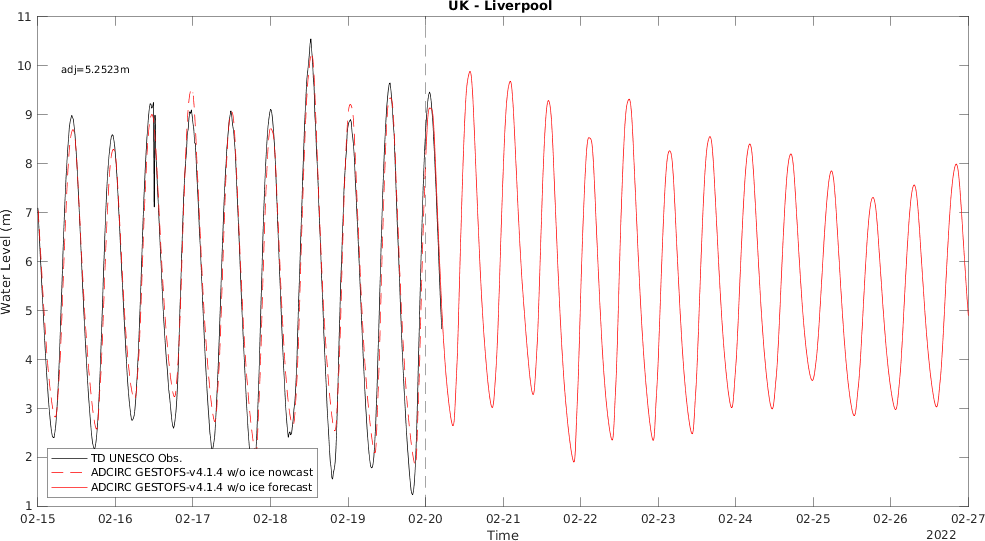 UK - Liverpool
11
10
9
8
7
6
5
4
3
2
1
Water Level (m)
adj=5.2523m
TD UNESCO Obs.
ADCIRC GESTOFS-v4.1.4 w/o ice nowcast
ADCIRC GESTOFS-v4.1.4 w/o ice forecast
02-15 02-16 02-17 02-18 02-19 02-20 02-21 02-22 02-23 02-24 02-25 02-26 02-27
Time
2022